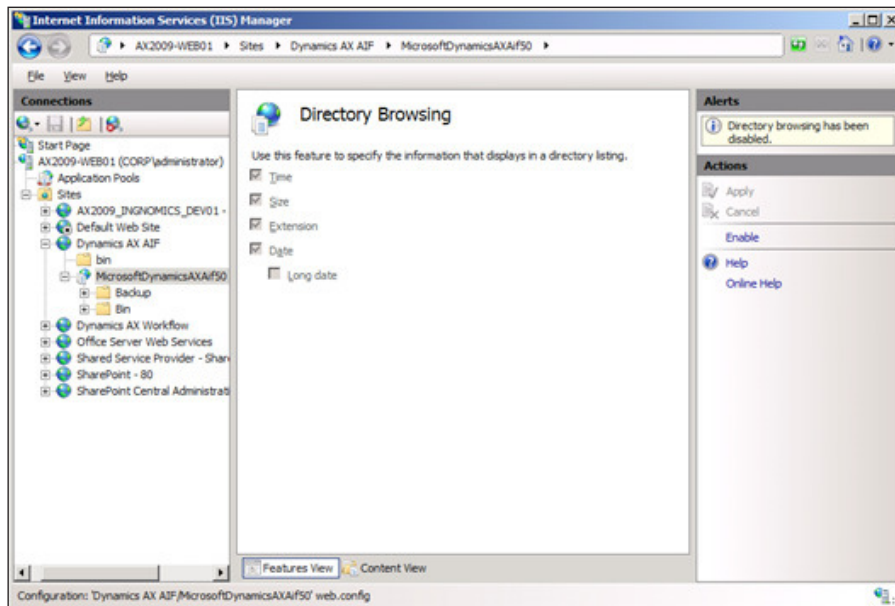 Internet Information Services (IIS) Manager
AX2009-WEB01 Sites Dynamics AX AIF MicrosoftDynamicsAXAif50
File View Help
Connections
Start Page
AX2009-WEB01 (CORP\administrator)
Application Pools
Sites
AX2009_INGNOMICS_DEV01 -
Default Web Site
Dynamics AX AIF
bin
MicrosoftDynamicsAXAif50
Backup
Bin
Dynamics AX Workflow
Office Server Web Services
Shared Service Provider - Shar
SharePoint - 80
SharePoint Central Administrati
Directory Browsing
Use this feature to specify the information that displays in a directory listing.
Time
Size
Extension
Date
Long date
Features View Content View
Alerts
Directory browsing has been
disabled.
Actions
Apply
Cancel
Enable
Help
Online Help
Configuration: 'Dynamics AX AIF/MicrosoftDynamicsAXAif50' web.config